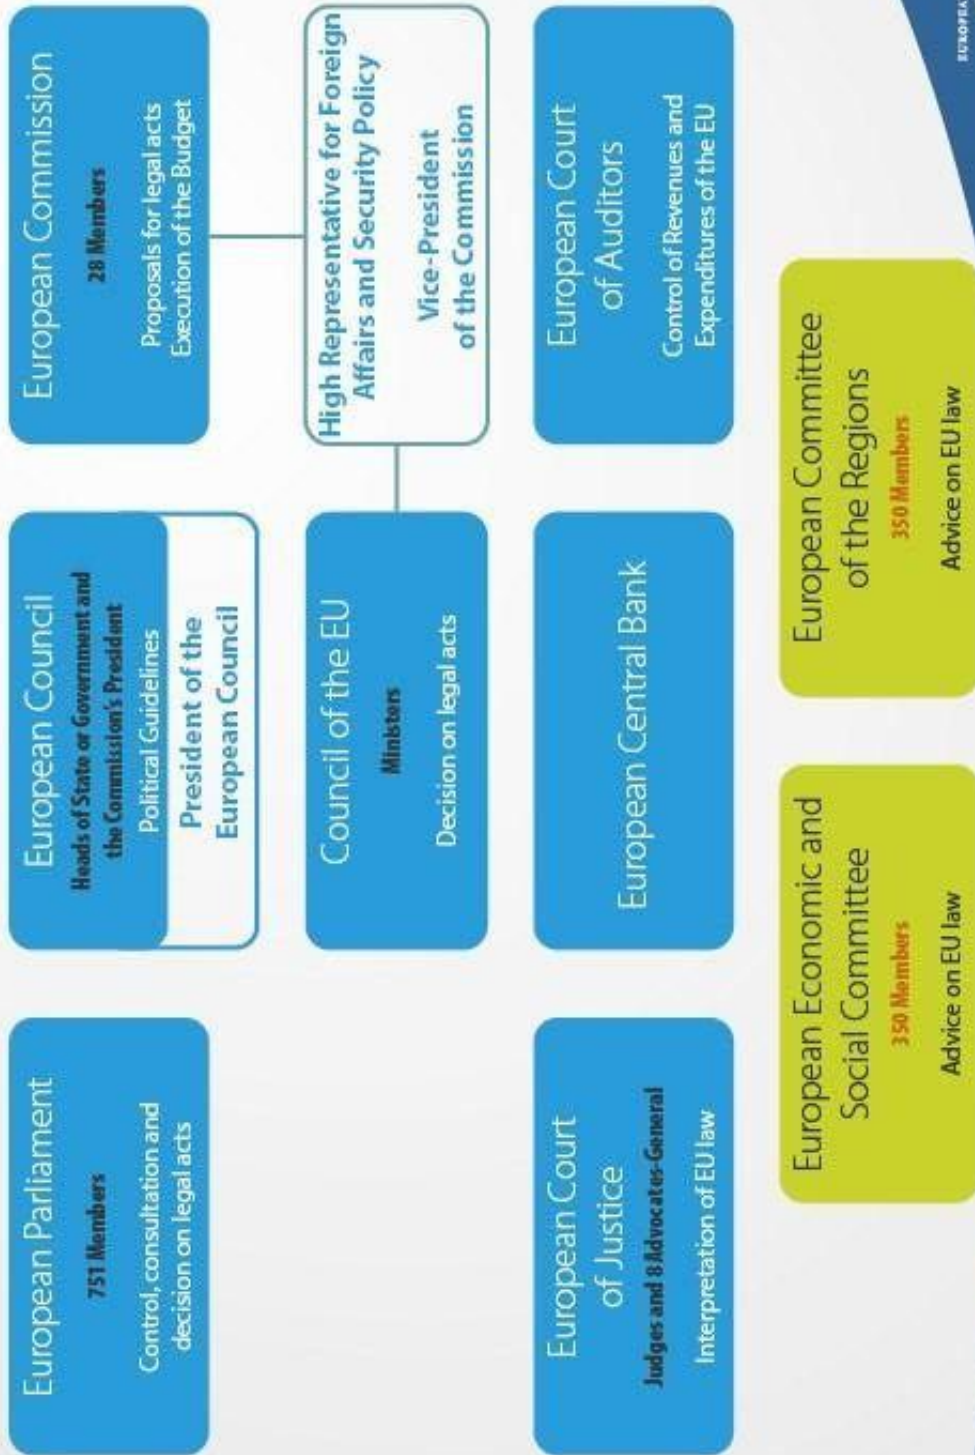 European Parliament
751 Members
Control, consultation and
decision on legal acts
European Council
Heads of State or Government and
the Commission's President
Political Guidelines
President of the
European Council
European Commission
28 Members
Proposals for legal acts
Execution of the Budget
Council of the EU
Ministers
Decision on legal acts
High Representative for Foreign
Affairs and Security Policy
Vice-President
of the Commission
European Court
of Justice
Judges and 8 Advocates-General
Interpretation of EU law
European Central Bank
European Court
of Auditors
Control of Revenues and
Expenditures of the EU
European Economic and
Social Committee
350 Members
Advice on EU law
European Committee
of the Regions
350 Members
Advice on EU law